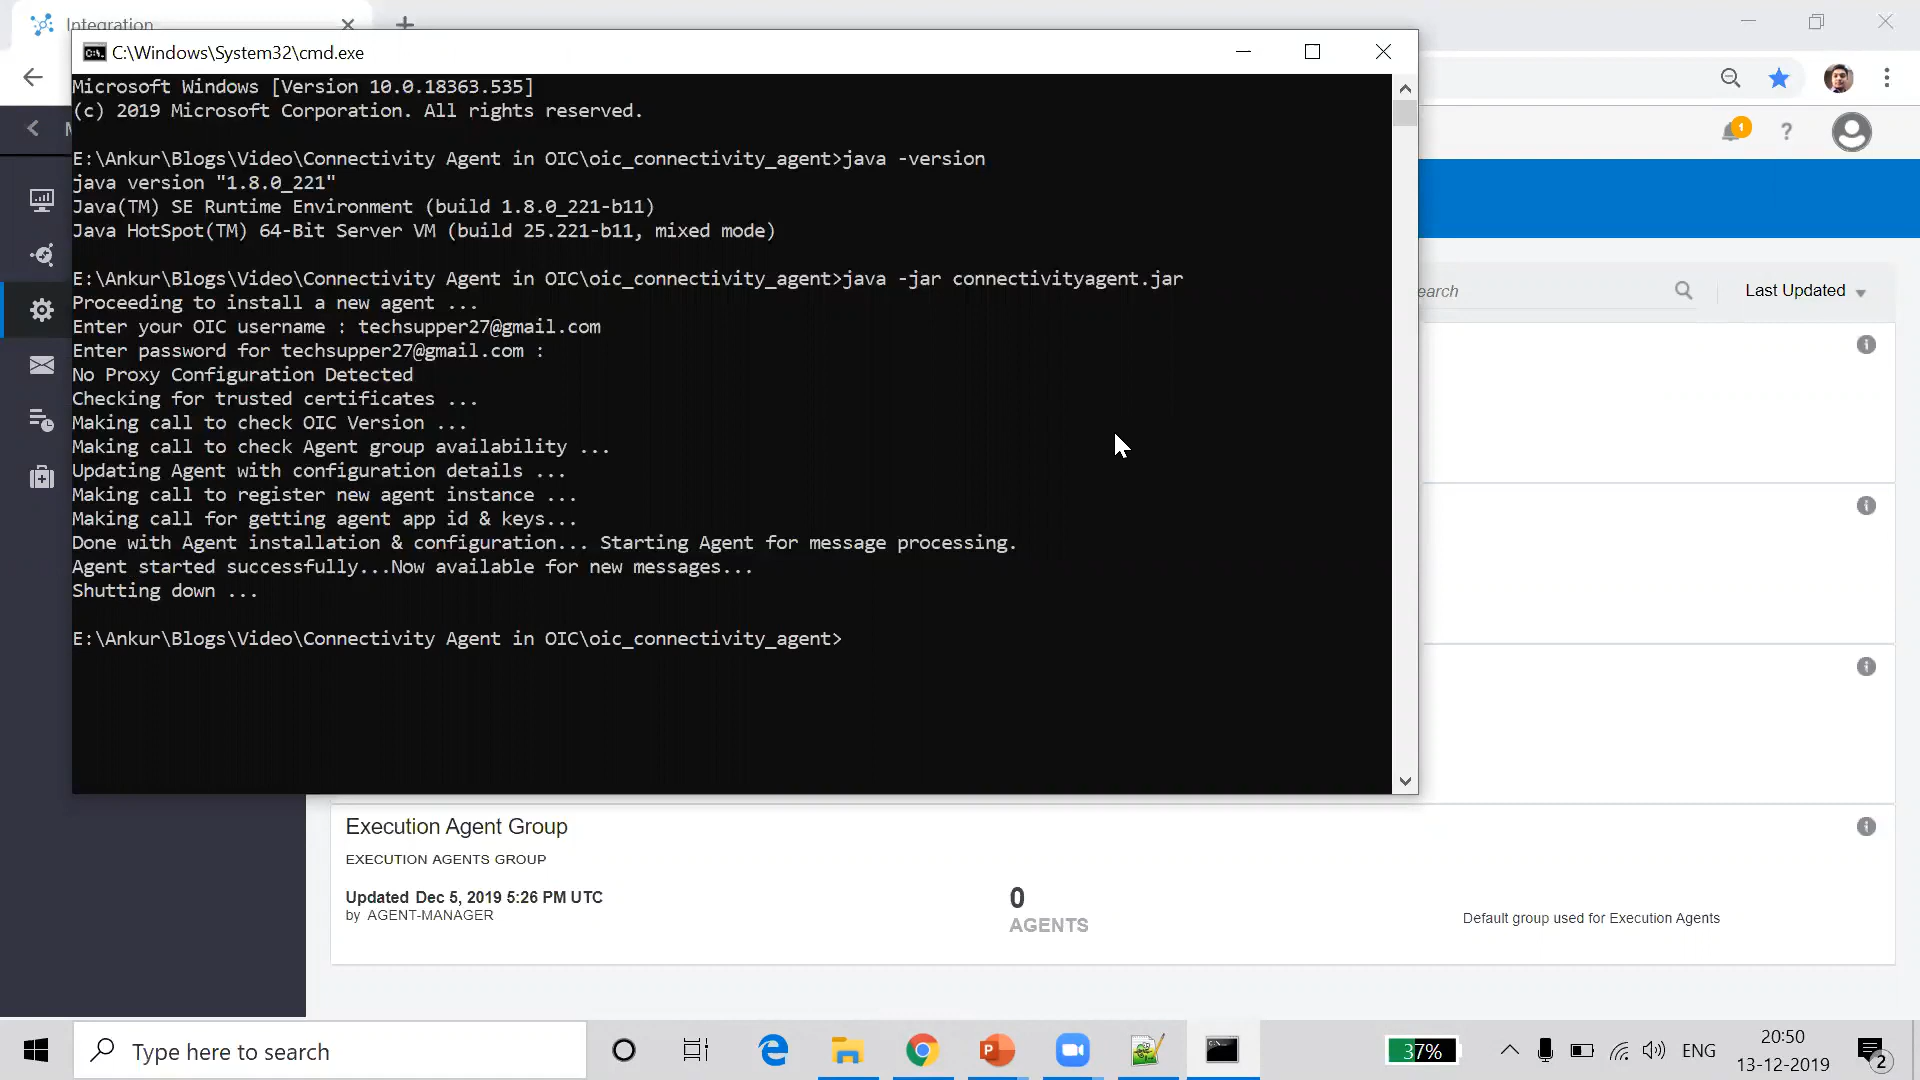 Integration
C:\Windows\System32\cmd.exe
Microsoft Windows [Version 10.0.18363.535]
(c) 2019 Microsoft Corporation. All rights reserved.
E:\Ankur\Blogs\Video\Connectivity Agent in OIC\oic_connectivity_agent>java -version
java version "1.8.0_221"
Java(TM) SE Runtime Environment (build 1.8.0_221-b11)
Java HotSpot(TM) 64-Bit Server VM (build 25.221-b11, mixed mode)
E:\Ankur\Blogs\Video\Connectivity Agent in OIC\oic_connectivity_agent>java -jar connectivityagent.jar
Proceeding to install a new agent ...
Enter your OIC username : techsupper27@gmail.com
Enter password for techsupper27@gmail.com :
No Proxy Configuration Detected
Checking for trusted certificates ...
Making call to check OIC Version ...
Making call to check Agent group availability ...
Updating Agent with configuration details ...
Making call to register new agent instance ...
Making call for getting agent app id & keys...
Done with Agent installation & configuration... Starting Agent for message processing.
Agent started successfully...Now available for new messages...
Shutting down ...
E:\Ankur\Blogs\Video\Connectivity Agent in OIC\oic_connectivity_agent>
1
?
earch
Last Updated
Execution Agent Group
EXECUTION AGENTS GROUP
Updated Dec 5, 2019 5:26 PM UTC
by AGENT-MANAGER
0
AGENTS
Default group used for Execution Agents
Type here to search
37%
ENG
20:50
13-12-2019
2